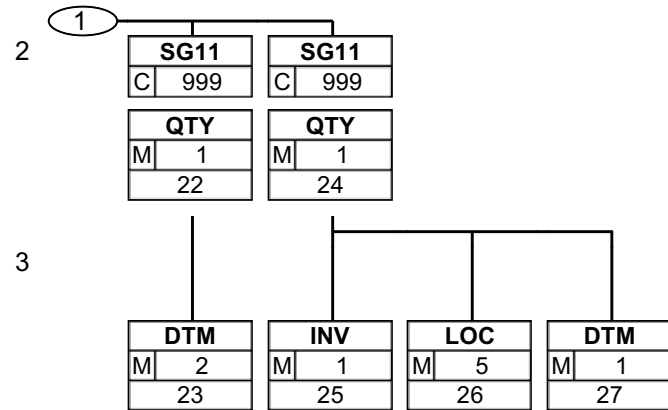 1
2
SG11 SG11
C 999 C 999
QTY QTY
M 1 M 1
22 24
3
DTM INV LOC DTM
M 2 M 1 M 5 M 1
23 25 26 27